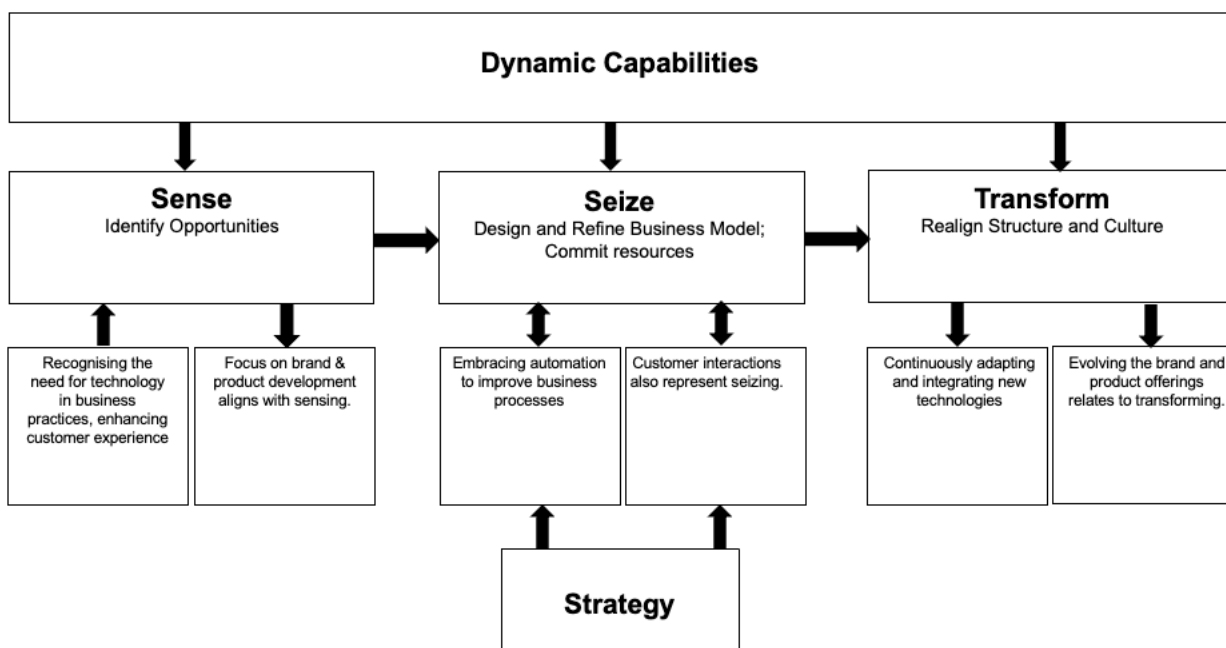 Dynamic Capabilities
Sense
Identify Opportunities
Seize
Design and Refine Business Model;
Commit resources
Transform
Realign Structure and Culture
Recognising the
need for technology
in business
practices, enhancing
customer experience
Focus on brand &
product development
aligns with sensing.
Embracing automation
to improve business
processes
Customer interactions
also represent seizing.
Continuously adapting
and integrating new
technologies
Evolving the brand and
product offerings
relates to transforming.
Strategy